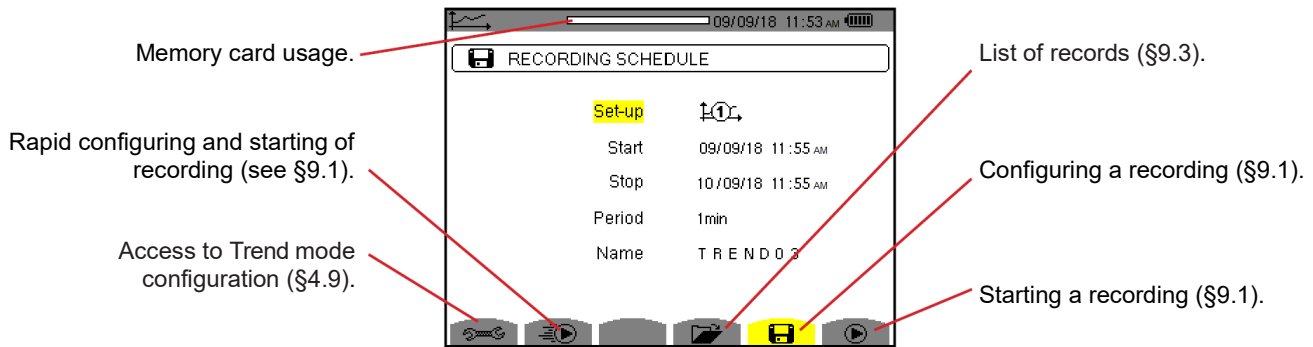 09/09/18 11:53 AM
Memory card usage.
List of records (§9.3).
RECORDING SCHEDULE
Set-up 1
Rapid configuring and starting of
recording (see §9.1).
Start 09/09/18 11:55 AM
Stop 10/09/18 11:55 AM
Configuring a recording (§9.1).
Period 1min
Access to Trend mode
configuration (§4.9).
Name TREND03
Starting a recording (§9.1).